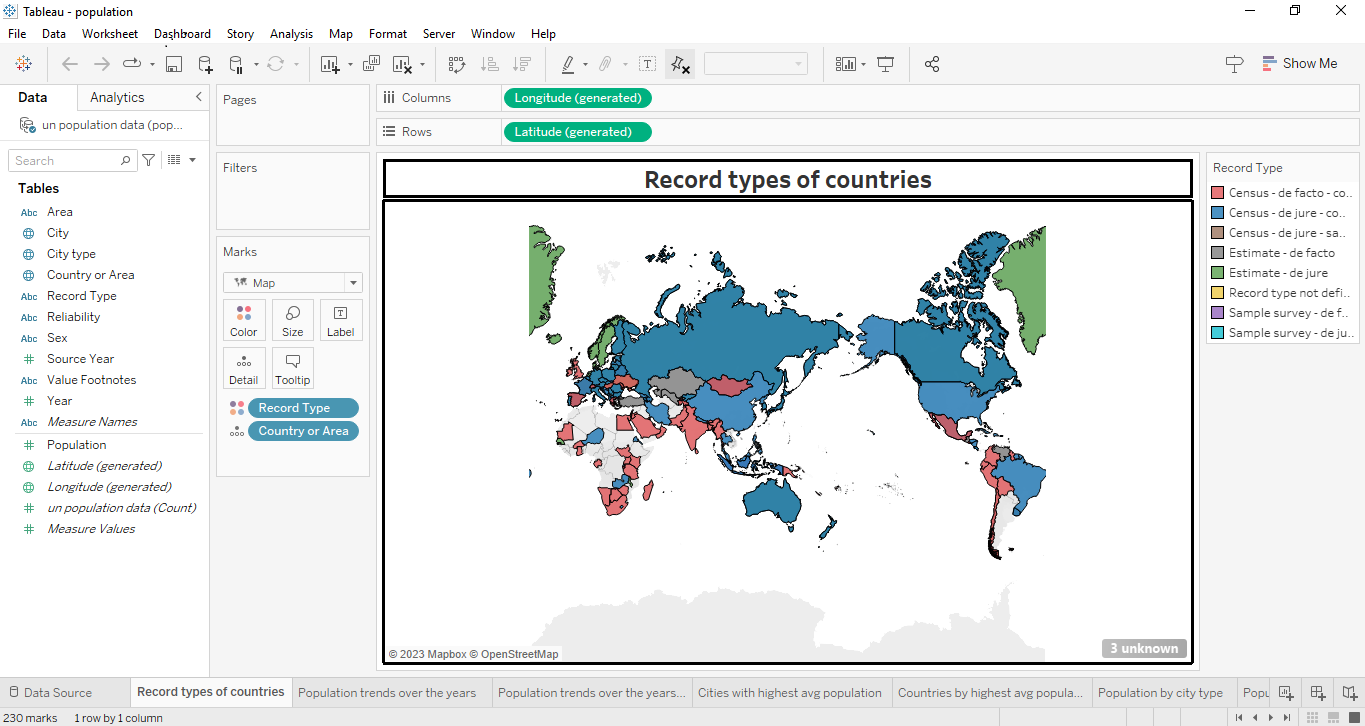 Tableau - population
File Data Worksheet Dashboard Story Analysis Map Format Server Window Help
Show Me
Data Analytics
un population data (pop...
Search
Tables
Abc Area
City
City type
Country or Area
Abc Record Type
Abc Reliability
Abc Sex
# Source Year
Abc Value Footnotes
# Year
Abc Measure Names
# Population
Latitude (generated)
Longitude (generated)
# un population data (Count)
# Measure Values
Pages
Filters
Marks
Map
Color Size Label
Detail Tooltip
Record Type
Country or Area
Columns Longitude (generated)
Rows Latitude (generated)
Record types of countries
© 2023 Mapbox © OpenStreetMap
3 unknown
Record Type
Census - de facto - co..
Census - de jure - co...
Census - de jure - sa...
Estimate - de facto
Estimate - de jure
Record type not defi..
Sample survey - de f..
Sample survey - de ju..
Data Source Record types of countries Population trends over the years Population trends over the years... Cities with highest avg population Countries by highest avg popula... Population by city type Popu
230 marks 1 row by 1 column